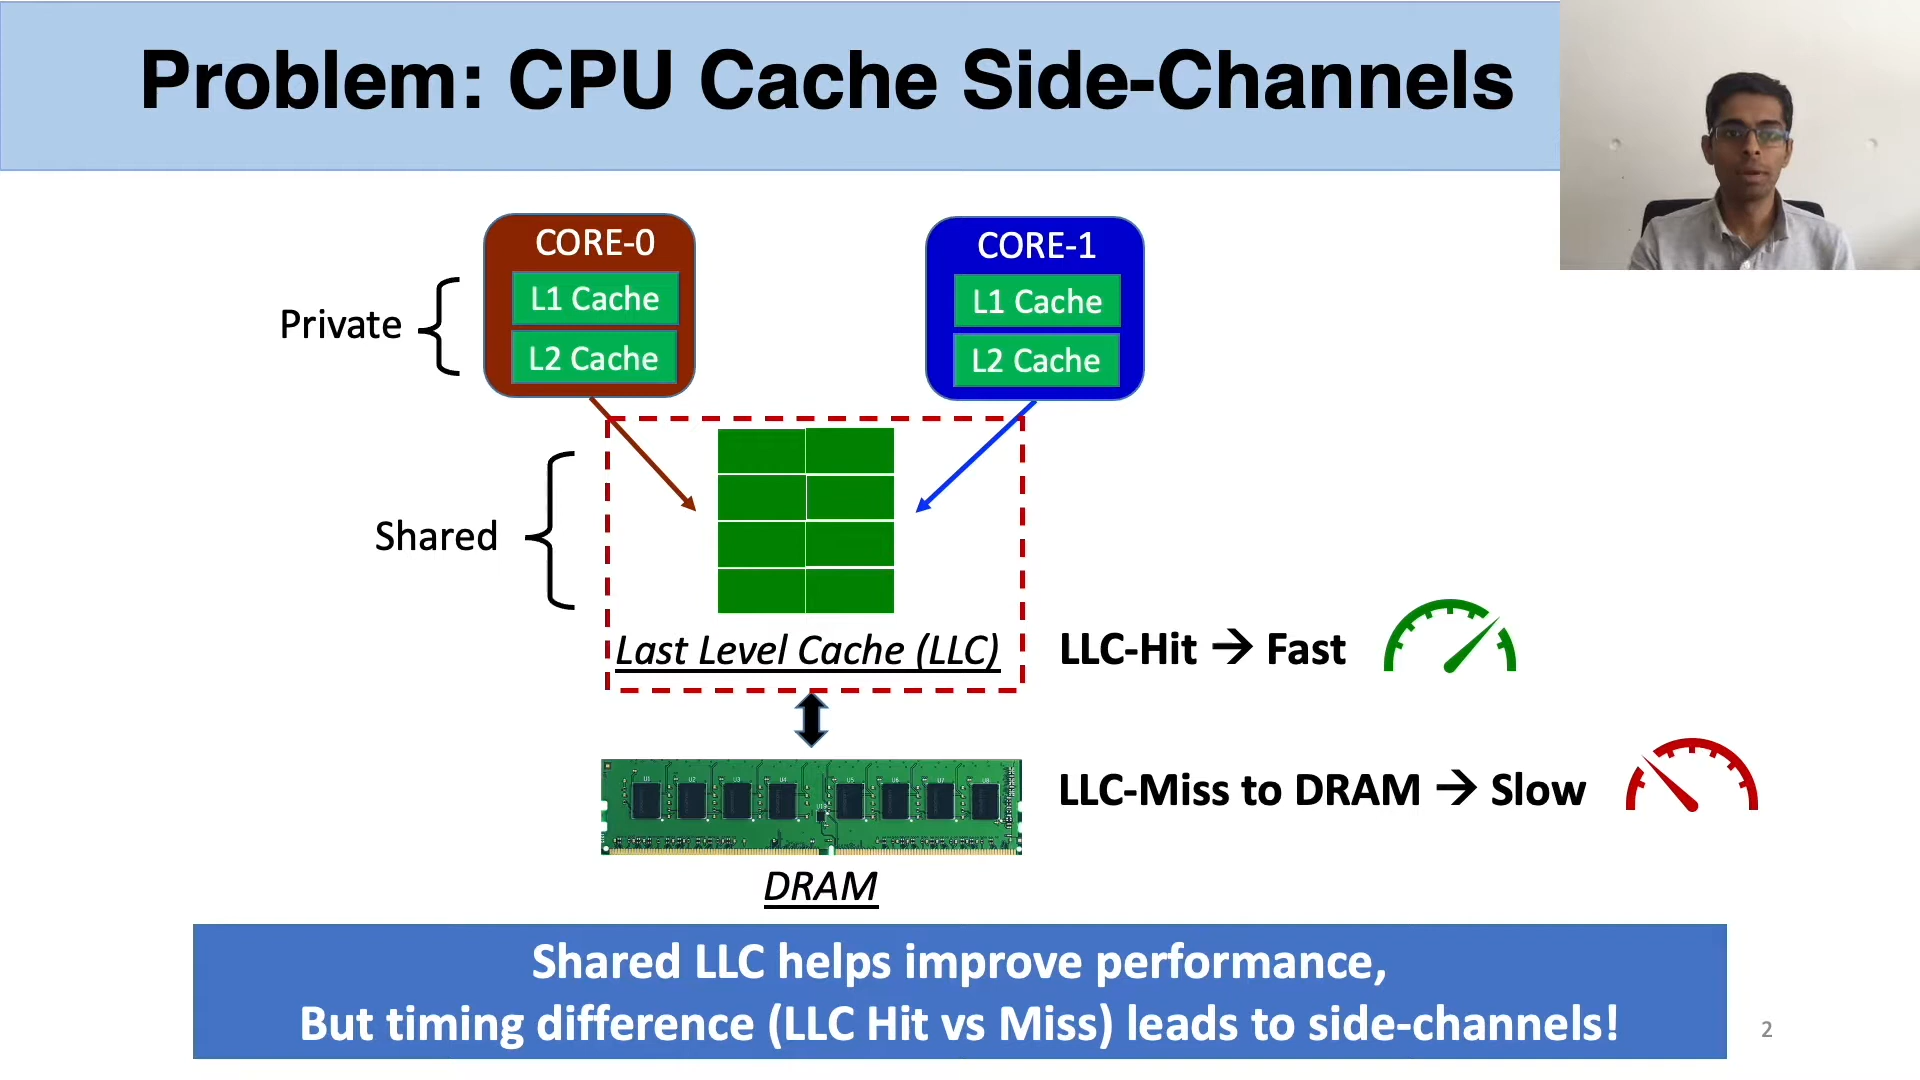 Problem: CPU Cache Side-Channels
CORE-0
L1 Cache
L2 Cache
CORE-1
L1 Cache
L2 Cache
Private
Shared
Last Level Cache (LLC)
LLC-Hit → Fast
LLC-Miss to DRAM → Slow
DRAM
Shared LLC helps improve performance,
But timing difference (LLC Hit vs Miss) leads to side-channels!
2